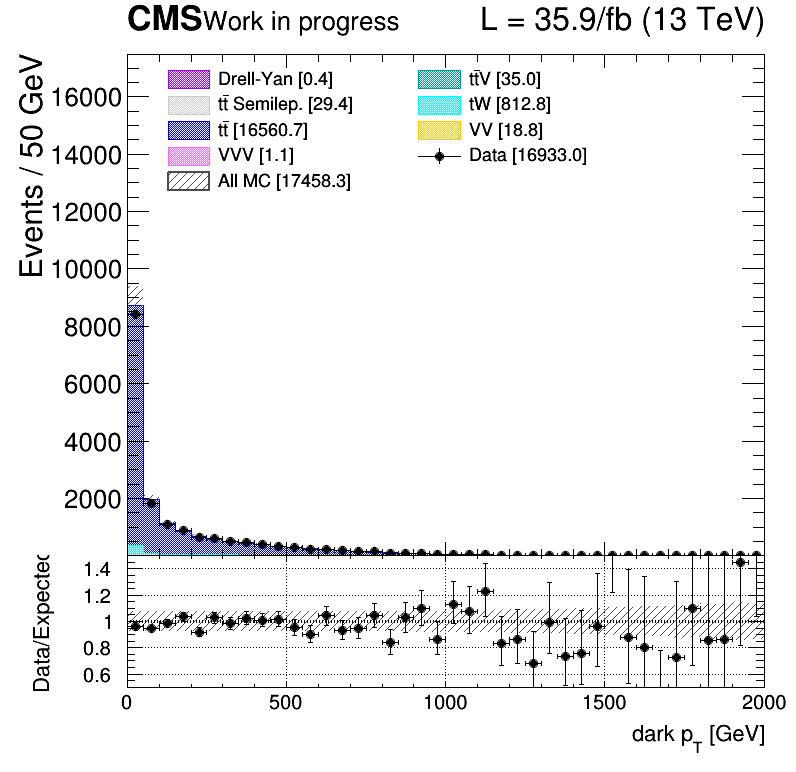 CMS Work in progress L = 35.9/fb (13 TeV)
Events / 50 GeV
16000
14000
12000
10000
8000
6000
4000
2000
Drell-Yan [0.4]
tt̄ Semilep. [29.4]
tt̄ [16560.7]
VVV [1.1]
All MC [17458.3]
tt̄V [35.0]
tW [812.8]
VV [18.8]
Data [16933.0]
Data/Expected
1.4
1.2
1
0.8
0.6
0 500 1000 1500 2000
dark p_T [GeV]